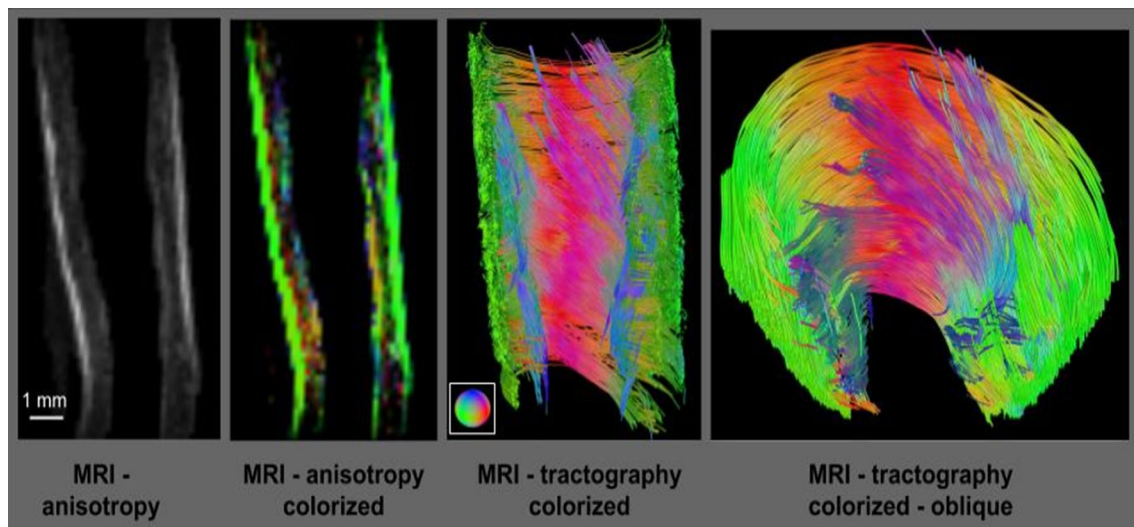 1 mm
MRI -
anisotropy
MRI - anisotropy
colorized
MRI - tractography
colorized
MRI - tractography
colorized - oblique